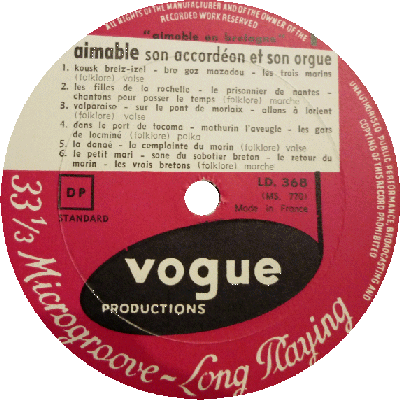 ALL RIGHTS OF THE MANUFACTURER AND OF THE OWNER OF THE
RECORDED WORK RESERVED
"aimable en bretagne"
aimable son accordéon et son orgue
1. kousk breiz-izel - bro goz mazadou - les trois marins
(folklore) valse
2. les filles de la rochelle - le prisonnier de nantes -
chantons pour passer le temps (folklore) marche
3. valparaiso - sur le pont de morlaix - allons à lorient
(folklore) valse
4. dans le port de tacoma - mathurin l'aveugle - les gars
de locminé (folklore) polka
5. la danaé - la complainte du marin (folklore) valse
6. le petit mari - sone du sabotier breton - le retour du
marin - les vrais bretons (folklore) marche
DP
STANDARD
LD. 368
(MS. 770)
Made in France
vogue
PRODUCTIONS
UNAUTHORISED PUBLIC PERFORMANCE, BROADCASTING AND
COPYING OF THIS RECORD PROHIBITED
33 1/3 Microgroove - Long Playing